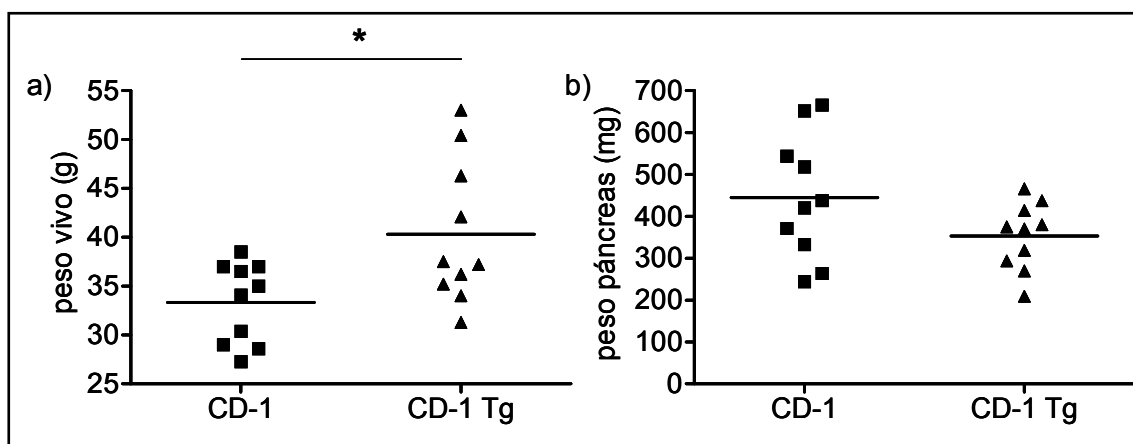 *
a)
peso vivo (g)
55
50
45
40
35
30
25
CD-1
CD-1 Tg
b)
peso páncreas (mg)
700
600
500
400
300
200
100
0
CD-1
CD-1 Tg